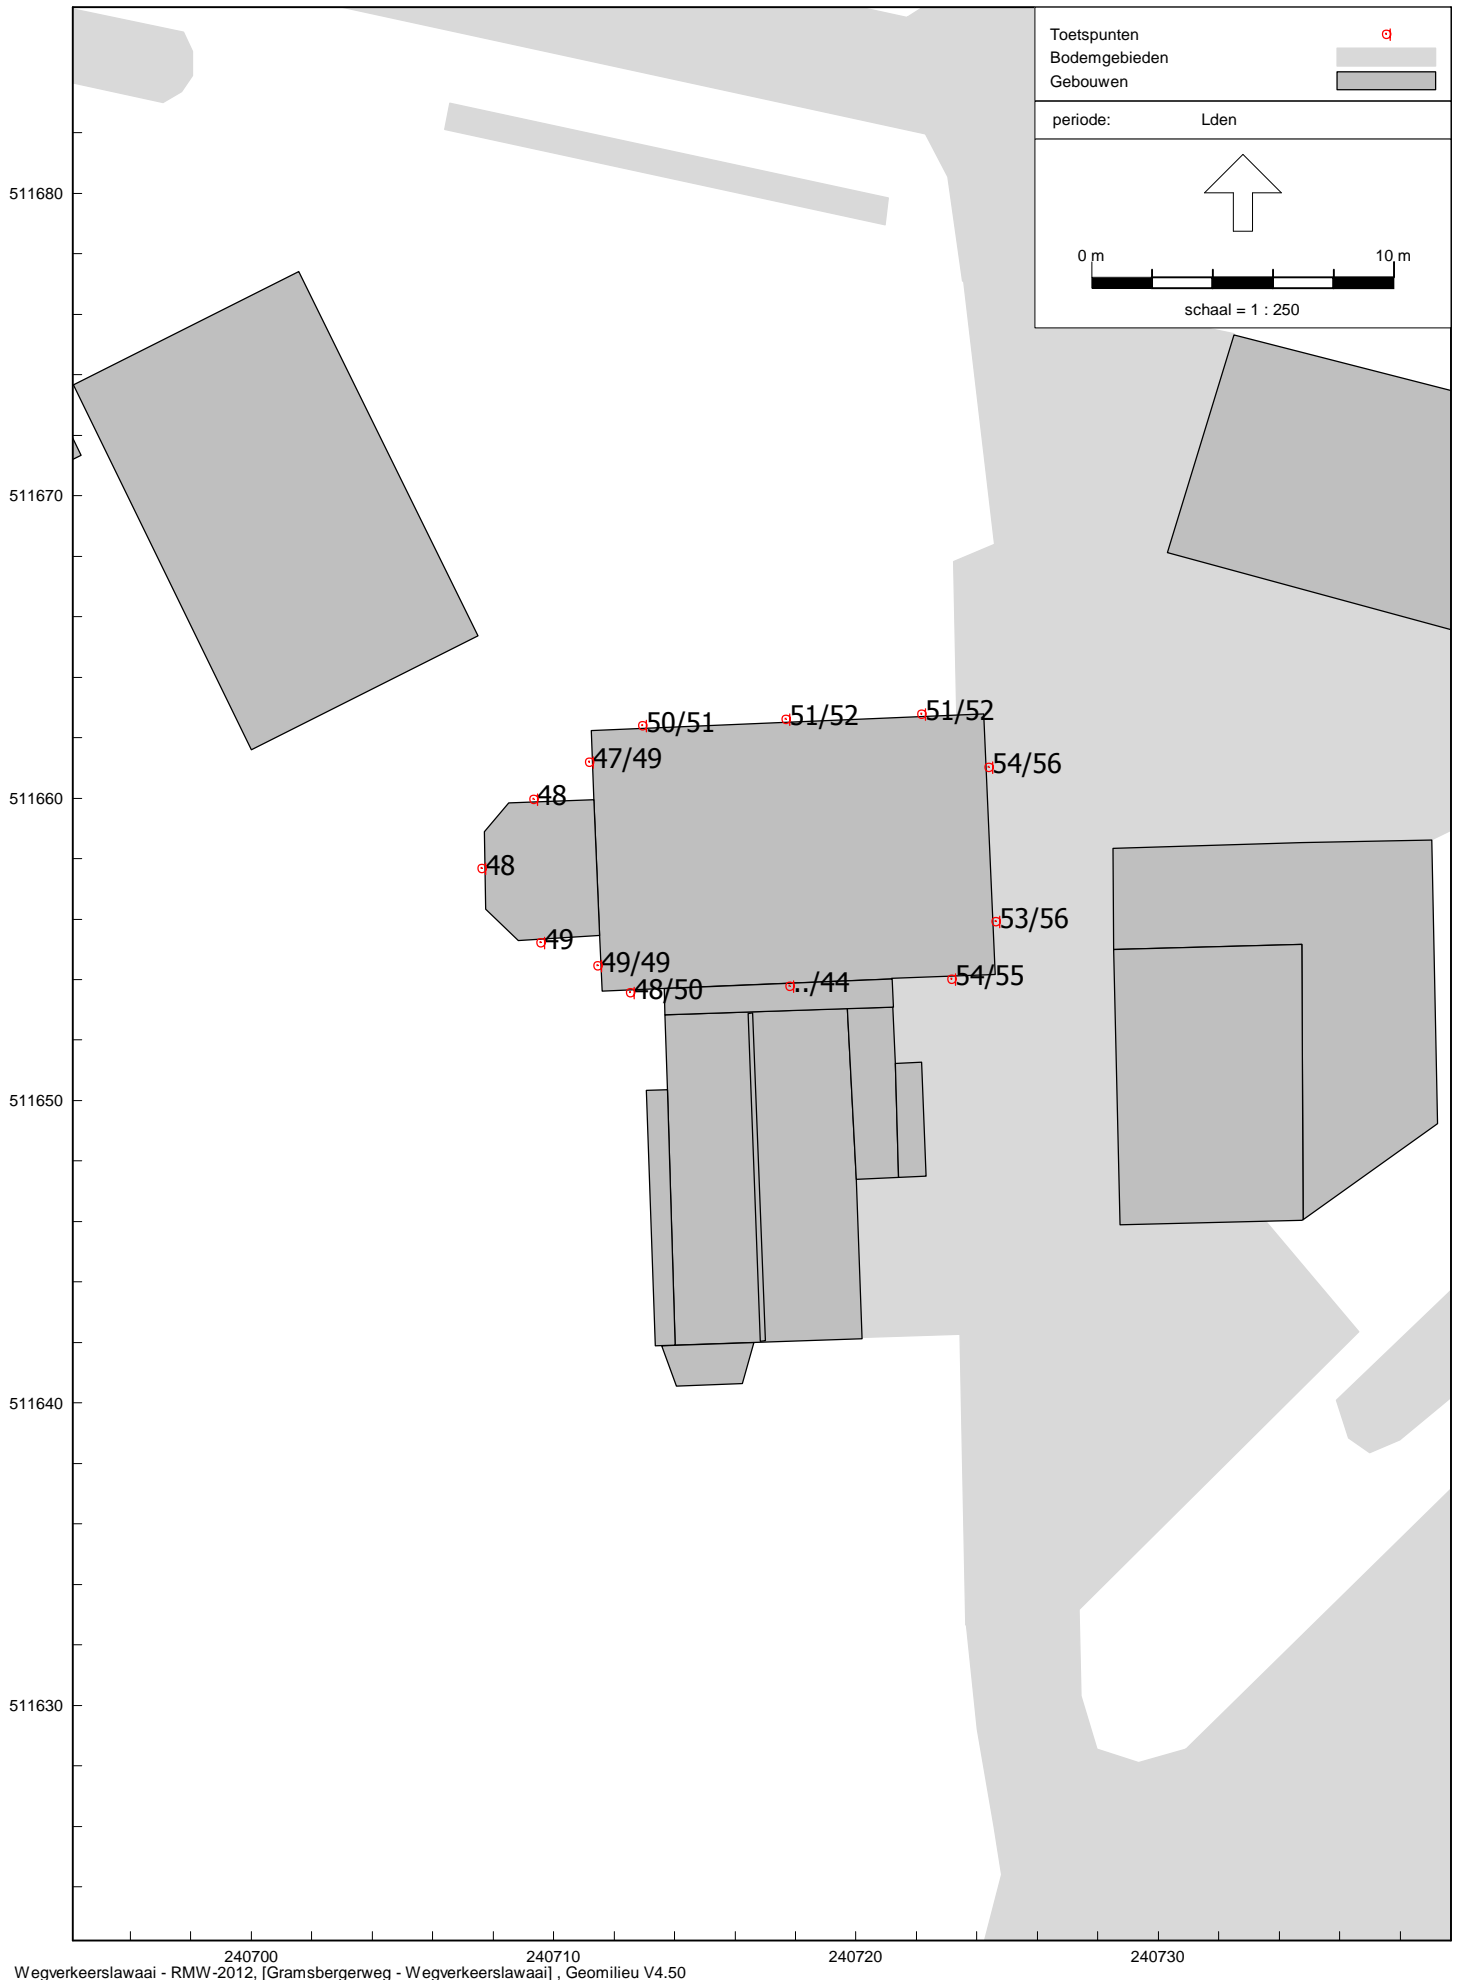 Toetspunten
Bodemgebieden
Gebouwen
periode: Lden
0 m 10 m
schaal = 1 : 250
511680
511670
511660
511650
511640
511630
50/51
51/52
51/52
47/49
54/56
48
48
53/56
49
49/49
48/50
../44
54/55
240700 240710 240720 240730
Wegverkeerslawaai - RMW-2012, [Gramsbergerweg - Wegverkeerslawaai] , Geomilieu V4.50